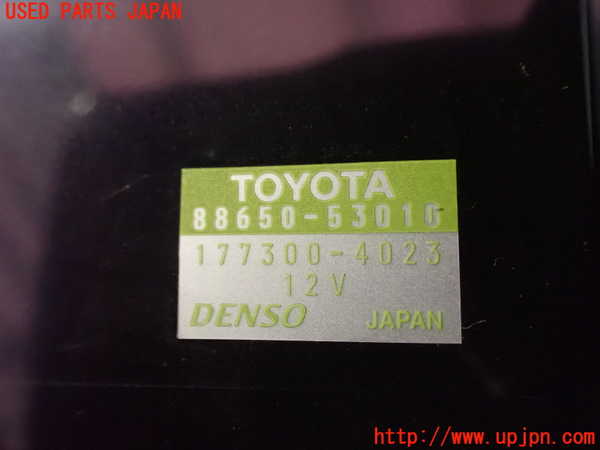 USED PARTS JAPAN
TOYOTA
88650-53010
177300-4023
12V
DENSO JAPAN
http://www.upjpn.com/